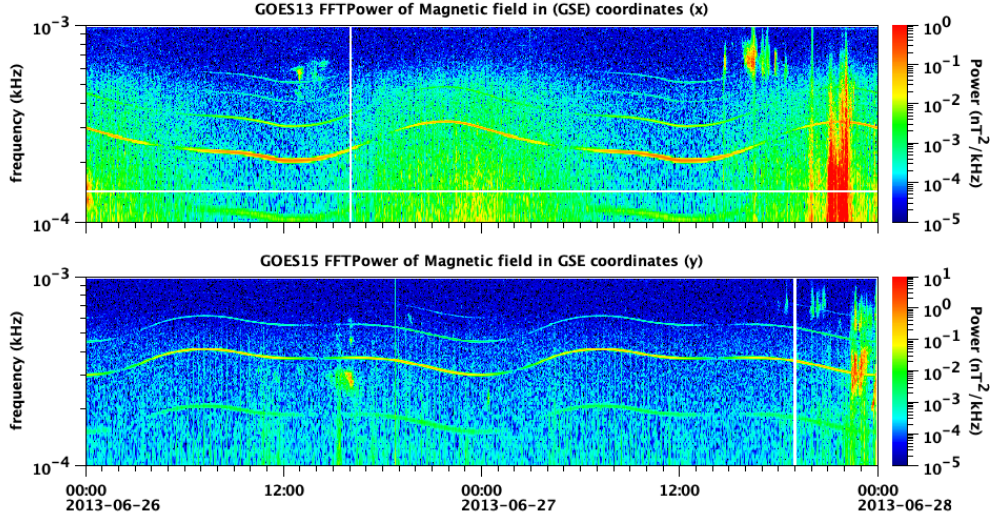 GOES13 FFTPower of Magnetic field in (GSE) coordinates (x)
10⁻³
10⁻⁴
frequency (kHz)
10⁰
10⁻¹
10⁻²
10⁻³
10⁻⁴
10⁻⁵
Power (nT²/kHz)
GOES15 FFTPower of Magnetic field in GSE coordinates (y)
10⁻³
10⁻⁴
frequency (kHz)
10¹
10⁰
10⁻¹
10⁻²
10⁻³
10⁻⁴
10⁻⁵
Power (nT²/kHz)
00:00 12:00 00:00 12:00 00:00
2013-06-26 2013-06-27 2013-06-28